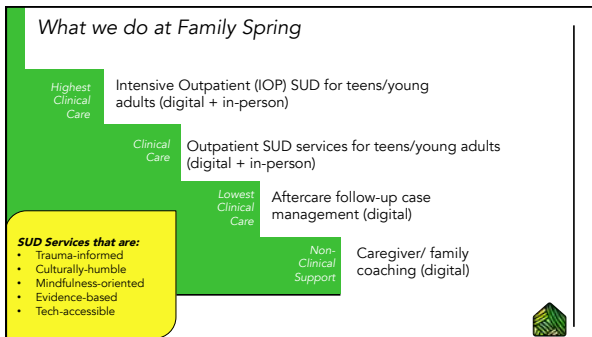 What we do at Family Spring
Highest
Clinical
Care
Intensive Outpatient (IOP) SUD for teens/young
adults (digital + in-person)
Clinical
Care
Outpatient SUD services for teens/young adults
(digital + in-person)
Lowest
Clinical
Care
Aftercare follow-up case
management (digital)
Non-
Clinical
Support
Caregiver/ family
coaching (digital)
SUD Services that are:
• Trauma-informed
• Culturally-humble
• Mindfulness-oriented
• Evidence-based
• Tech-accessible